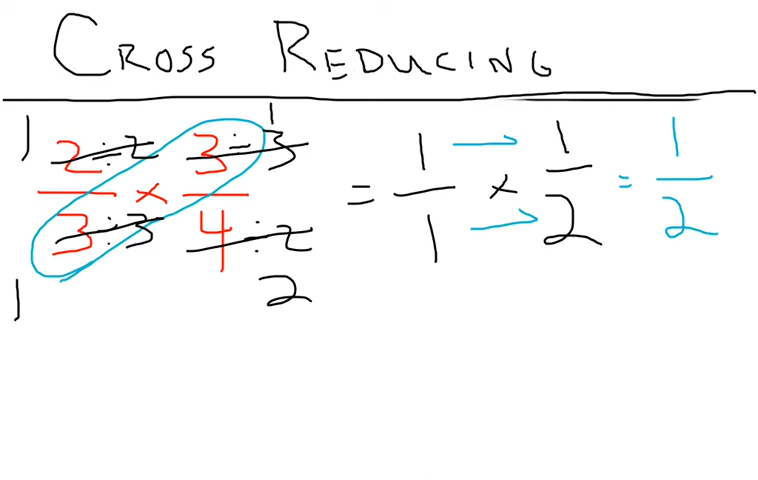 CROSS REDUCING
1 1
2 ÷ 2 3 ÷ 3 1 → 1 1
— × — = — × — = —
3 ÷ 3 4 ÷ 2 1 → 2 2
1 2